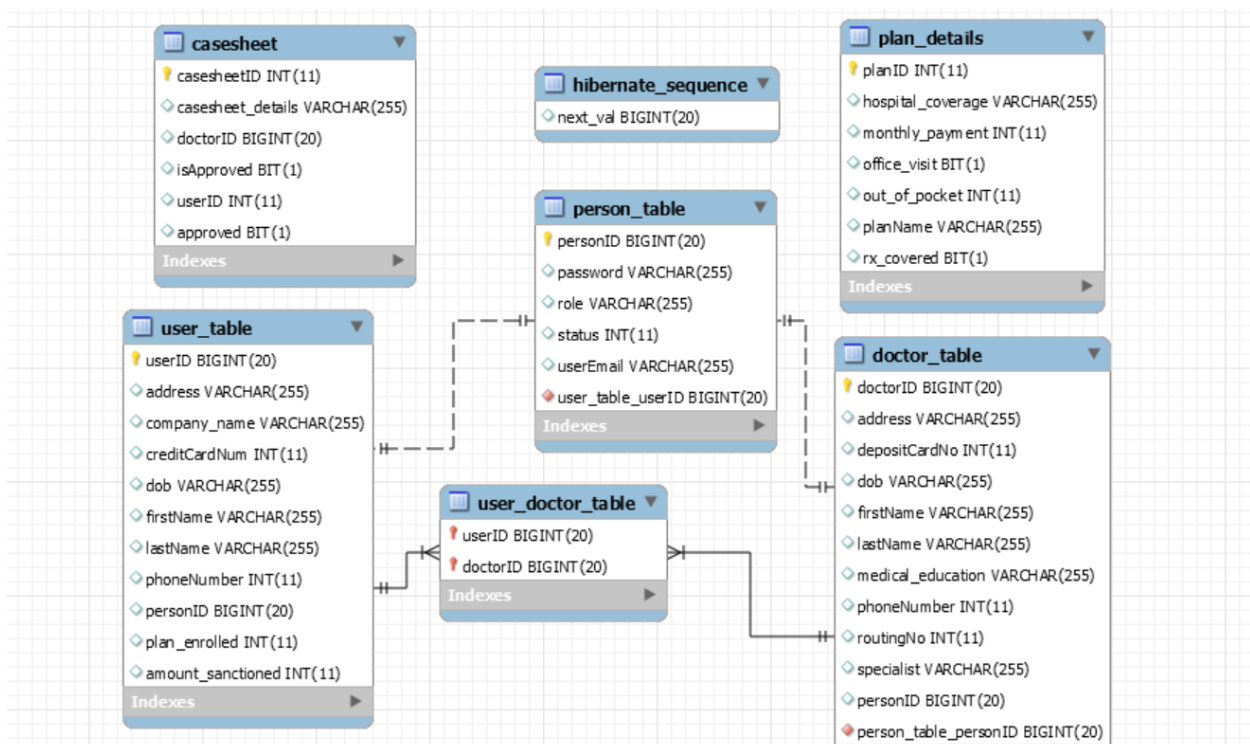 casesheet
casesheetID INT(11)
casesheet_details VARCHAR(255)
doctorID BIGINT(20)
isApproved BIT(1)
userID INT(11)
approved BIT(1)
Indexes
hibernate_sequence
next_val BIGINT(20)
plan_details
planID INT(11)
hospital_coverage VARCHAR(255)
monthly_payment INT(11)
office_visit BIT(1)
out_of_pocket INT(11)
planName VARCHAR(255)
rx_covered BIT(1)
Indexes
person_table
personID BIGINT(20)
password VARCHAR(255)
role VARCHAR(255)
status INT(11)
userEmail VARCHAR(255)
user_table_userID BIGINT(20)
Indexes
user_table
userID BIGINT(20)
address VARCHAR(255)
company_name VARCHAR(255)
creditCardNum INT(11)
dob VARCHAR(255)
firstName VARCHAR(255)
lastName VARCHAR(255)
phoneNumber INT(11)
personID BIGINT(20)
plan_enrolled INT(11)
amount_sanctioned INT(11)
Indexes
user_doctor_table
userID BIGINT(20)
doctorID BIGINT(20)
Indexes
doctor_table
doctorID BIGINT(20)
address VARCHAR(255)
depositCardNo INT(11)
dob VARCHAR(255)
firstName VARCHAR(255)
lastName VARCHAR(255)
medical_education VARCHAR(255)
phoneNumber INT(11)
routingNo INT(11)
specialist VARCHAR(255)
personID BIGINT(20)
person_table_personID BIGINT(20)